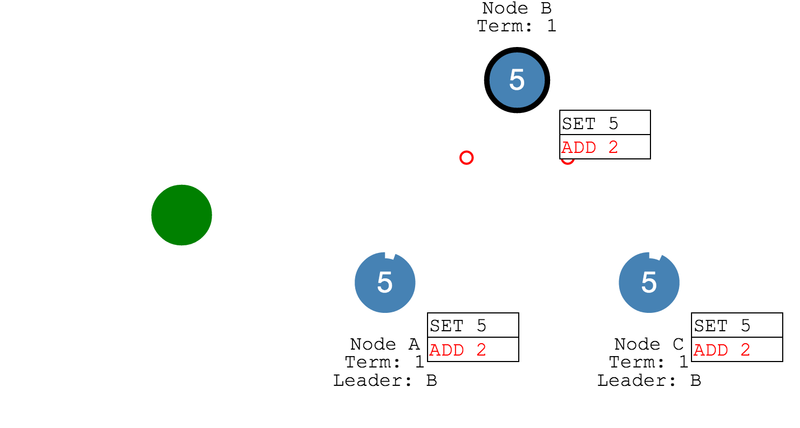 Node B
Term: 1
5
SET 5
ADD 2
5
SET 5
ADD 2
Node A
Term: 1
Leader: B
5
SET 5
ADD 2
Node C
Term: 1
Leader: B